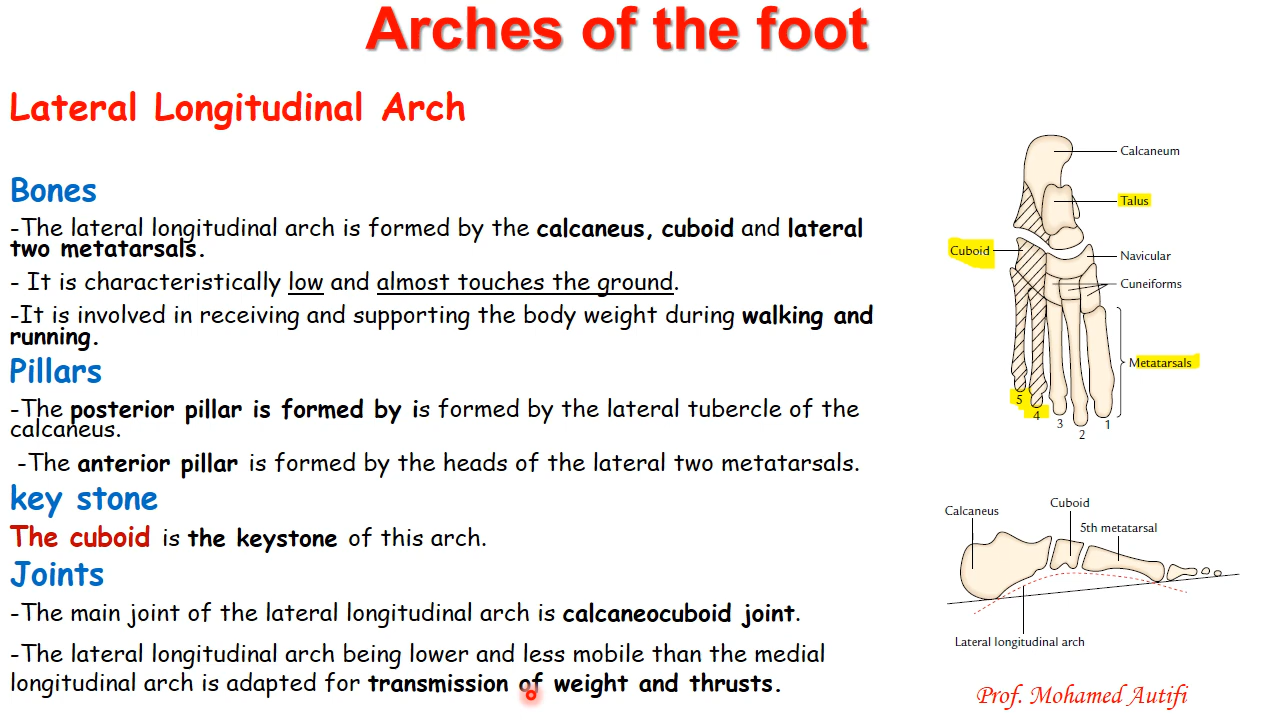 Arches of the foot
Lateral Longitudinal Arch
Bones
-The lateral longitudinal arch is formed by the calcaneus, cuboid and lateral
two metatarsals.
- It is characteristically low and almost touches the ground.
-It is involved in receiving and supporting the body weight during walking and
running.
Pillars
-The posterior pillar is formed by is formed by the lateral tubercle of the
calcaneus.
-The anterior pillar is formed by the heads of the lateral two metatarsals.
key stone
The cuboid is the keystone of this arch.
Joints
-The main joint of the lateral longitudinal arch is calcaneocuboid joint.
-The lateral longitudinal arch being lower and less mobile than the medial
longitudinal arch is adapted for transmission of weight and thrusts.
Calcaneum
Talus
Cuboid
Navicular
Cuneiforms
Metatarsals
5
4
3
2
1
Cuboid
Calcaneus
5th metatarsal
Lateral longitudinal arch
Prof. Mohamed Autifi